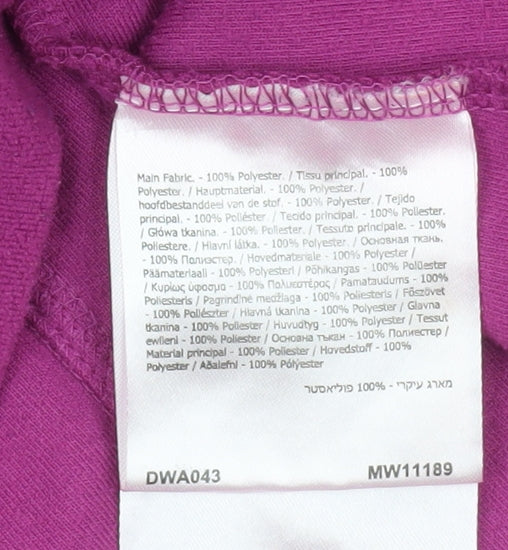 Main Fabric. - 100% Polyester. / Tissu principal. - 100%
Polyester. / Hauptmaterial. - 100% Polyester. /
hoofdbestanddeel van de stof. - 100% Polyester. / Tejido
principal. - 100% Poliéster. / Tecido principal. - 100% Poliester.
/ Główa tkanina. - 100% Poliester. / Tessuto principale. - 100%
Poliestere. / Hlavní látka. - 100% Polyester. / Основная ткань.
- 100% Полиэстер. / Hovedmateriale - 100% Polyester /
Päämateriaali - 100% Polyesteri / Põhikangas - 100% Polüester
/ Κυρίως ύφασμα - 100% Πολυεστέρας / Pamataudums - 100%
Poliesteris / Pagrindinė medžiaga - 100% Poliesteris / Főszövet
- 100% Poliészter / Hlavná tkanina - 100% Polyester / Glavna
tkanina - 100% Poliester / Huvudtyg - 100% Polyester / Tessut
ewlieni - 100% Poliester / Основна тъкан - 100% Полиестер /
Material principal - 100% Poliester / Hovedstoff - 100%
Polyester / Aðalefni - 100% Pólýester
מארג עיקרי - 100% פוליאסטר
DWA043 MW11189